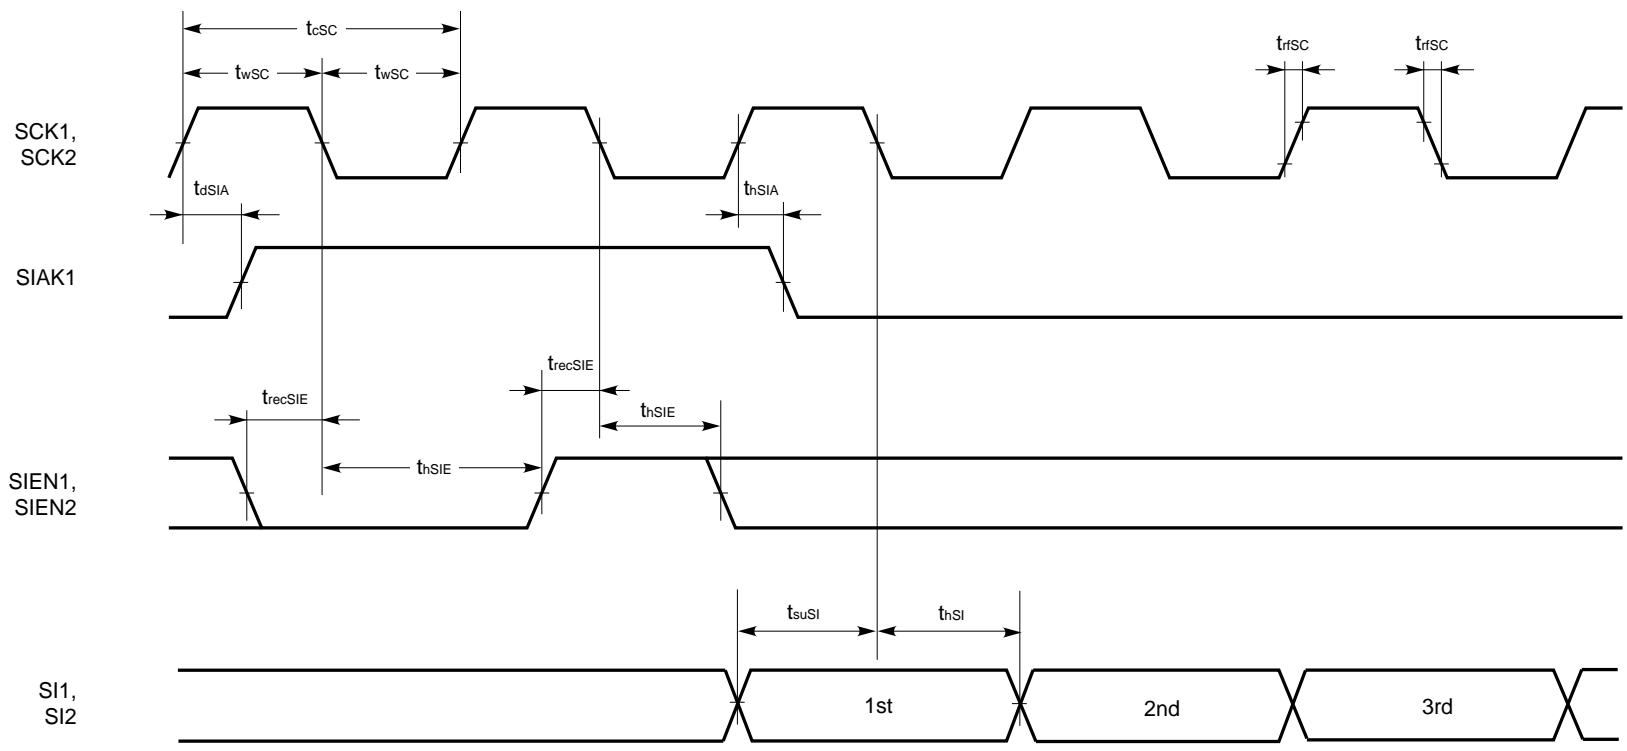 tcSC
twSC twSC
trfSC trfSC
SCK1,
SCK2
tdSIA thSIA
SIAK1
trecSIE
trecSIE
thSIE
thSIE
SIEN1,
SIEN2
tsuSI thSI
SI1,
SI2
1st 2nd 3rd